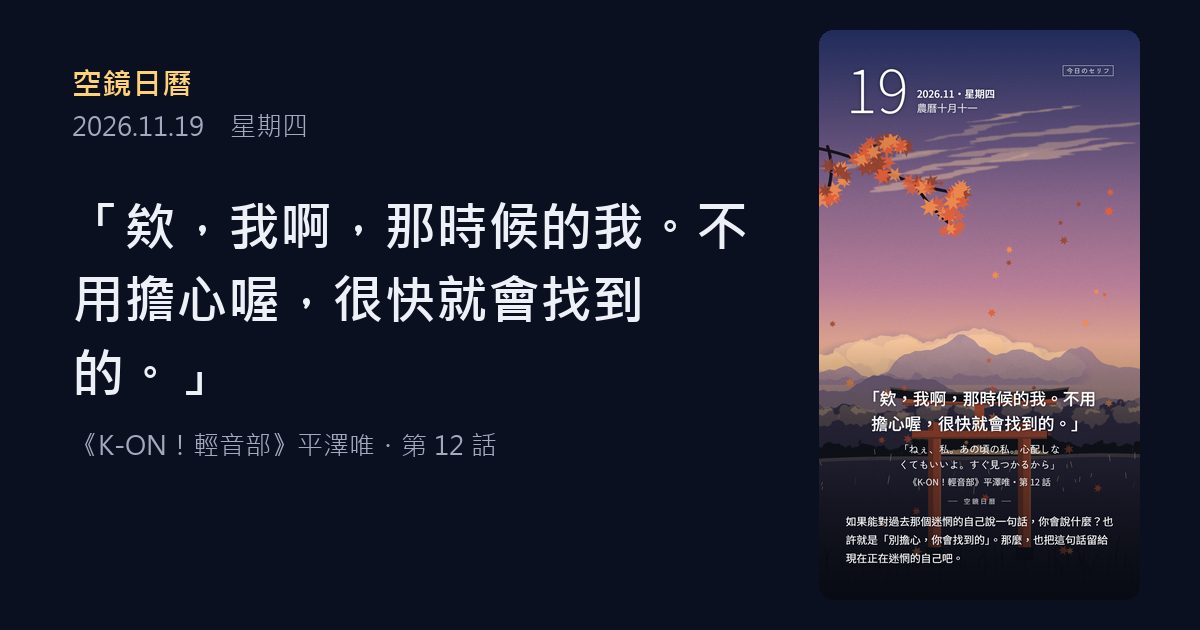 空鏡日曆
2026.11.19 星期四
「欸，我啊，那時候的我。不
用擔心喔，很快就會找到
的。」
《K-ON！輕音部》平澤唯・第 12 話
今日のセリフ
19
2026.11・星期四
農曆十月十一
「欸，我啊，那時候的我。不用
擔心喔，很快就會找到的。」
「ねぇ、私。あの頃の私。心配しな
くてもいいよ。すぐ見つかるから」
《K-ON！輕音部》平澤唯・第 12 話
— 空鏡日曆 —
如果能對過去那個迷惘的自己說一句話，你會說什麼？也
許就是「別擔心，你會找到的」。那麼，也把這句話留給
現在正在迷惘的自己吧。